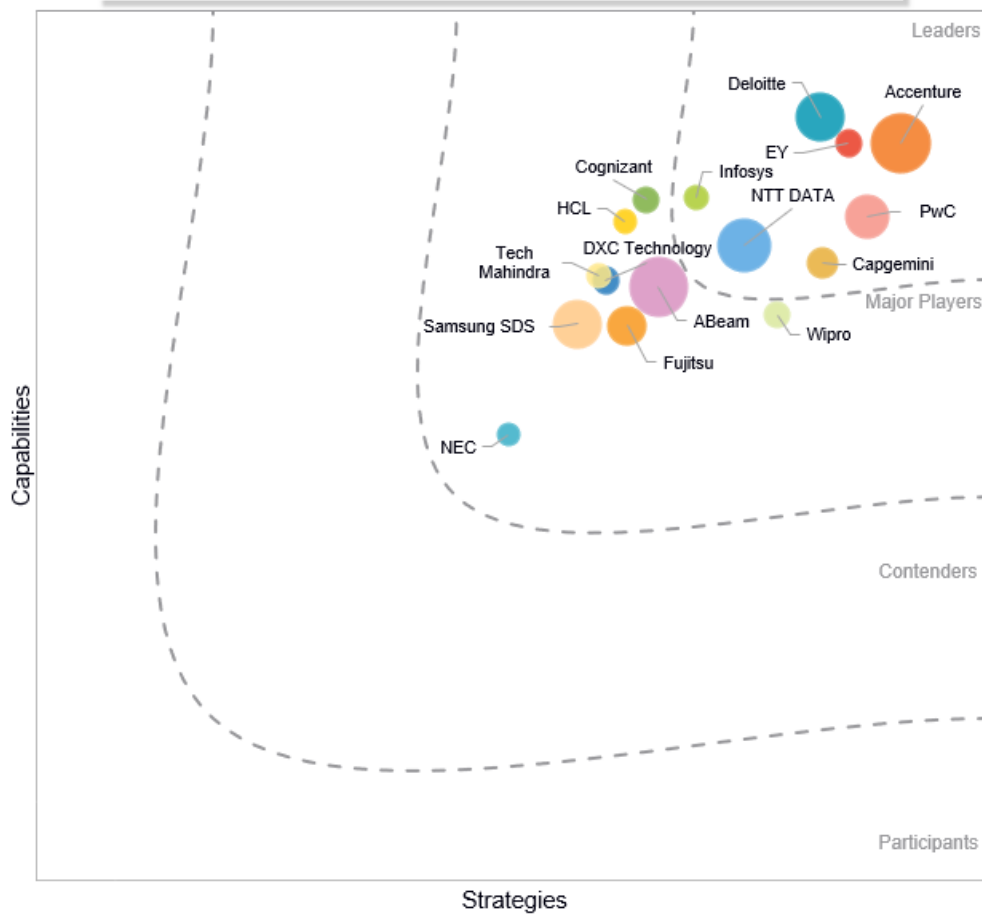 Leaders
Deloitte
Accenture
EY
Infosys
Cognizant
NTT DATA
HCL
PwC
DXC Technology
Tech
Mahindra
Capgemini
Major Players
ABeam
Samsung SDS
Wipro
Fujitsu
NEC
Capabilities
Contenders
Participants
Strategies